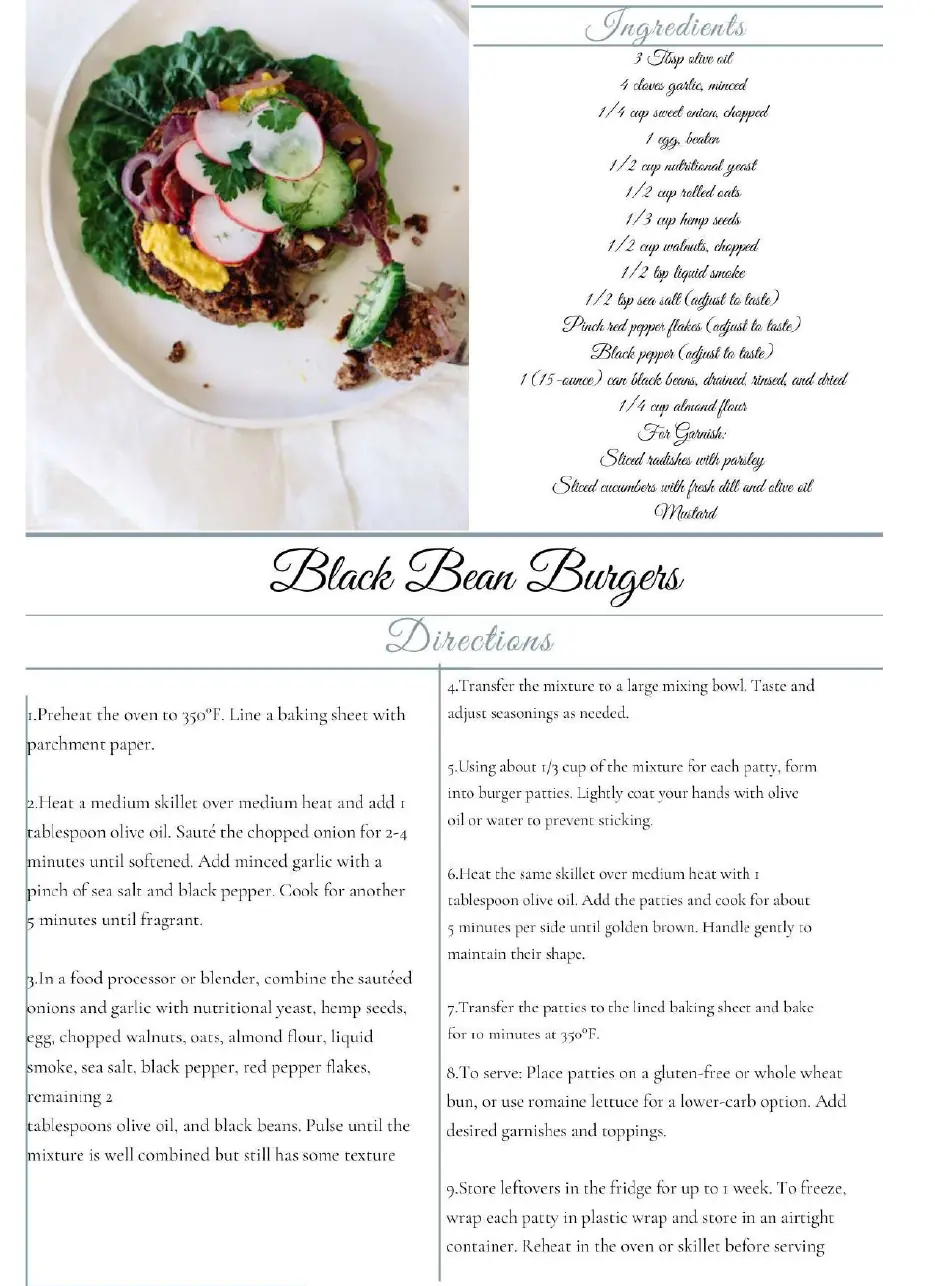 Ingredients
3 Tbsp olive oil
4 cloves garlic, minced
1/4 cup sweet onion, chopped
1 egg, beaten
1/2 cup nutritional yeast
1/2 cup rolled oats
1/3 cup hemp seeds
1/2 cup walnuts, chopped
1/2 tsp liquid smoke
1/2 tsp sea salt (adjust to taste)
Pinch red pepper flakes (adjust to taste)
Black pepper (adjust to taste)
1 (15-ounce) can black beans, drained, rinsed, and dried
1/4 cup almond flour
For Garnish:
Sliced radishes with parsley
Sliced cucumbers with fresh dill and olive oil
Mustard
Black Bean Burgers
Directions
1.Preheat the oven to 350°F. Line a baking sheet with
parchment paper.
2.Heat a medium skillet over medium heat and add 1
tablespoon olive oil. Sauté the chopped onion for 2-4
minutes until softened. Add minced garlic with a
pinch of sea salt and black pepper. Cook for another
5 minutes until fragrant.
3.In a food processor or blender, combine the sautéed
onions and garlic with nutritional yeast, hemp seeds,
egg, chopped walnuts, oats, almond flour, liquid
smoke, sea salt, black pepper, red pepper flakes,
remaining 2
tablespoons olive oil, and black beans. Pulse until the
mixture is well combined but still has some texture
4.Transfer the mixture to a large mixing bowl. Taste and
adjust seasonings as needed.
5.Using about 1/3 cup of the mixture for each patty, form
into burger patties. Lightly coat your hands with olive
oil or water to prevent sticking.
6.Heat the same skillet over medium heat with 1
tablespoon olive oil. Add the patties and cook for about
5 minutes per side until golden brown. Handle gently to
maintain their shape.
7.Transfer the patties to the lined baking sheet and bake
for 10 minutes at 350°F.
8.To serve: Place patties on a gluten-free or whole wheat
bun, or use romaine lettuce for a lower-carb option. Add
desired garnishes and toppings.
9.Store leftovers in the fridge for up to 1 week. To freeze,
wrap each patty in plastic wrap and store in an airtight
container. Reheat in the oven or skillet before serving